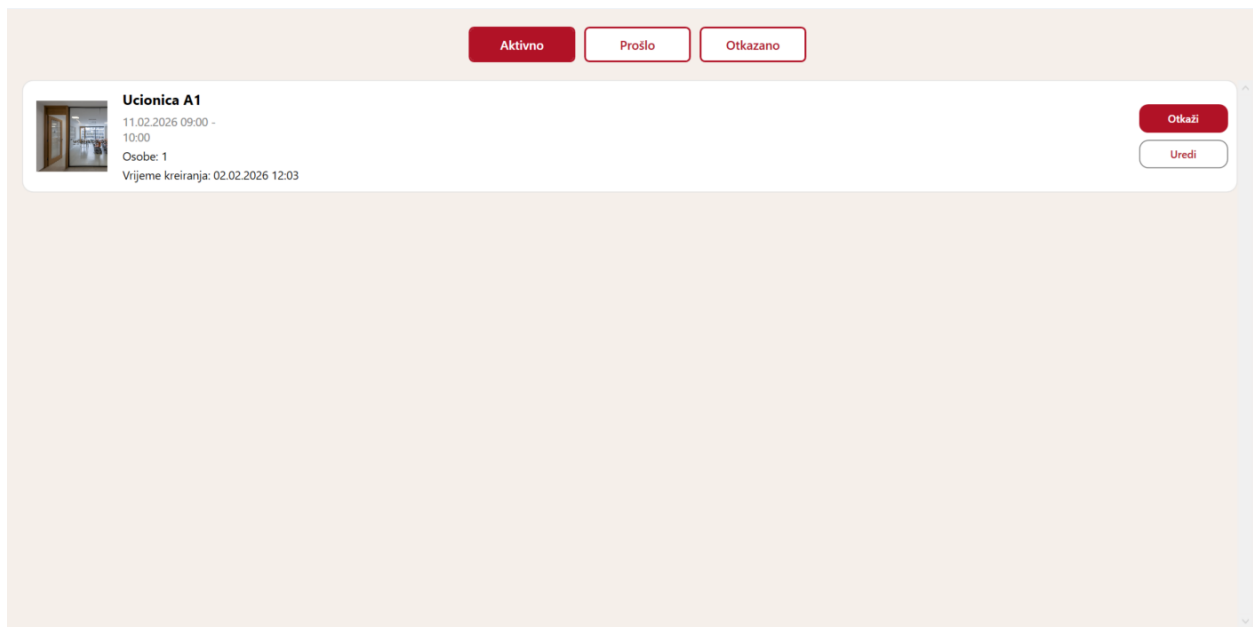 Aktivno
Prošlo
Otkazano
Ucionica A1
11.02.2026 09:00 -
10:00
Osobe: 1
Vrijeme kreiranja: 02.02.2026 12:03
Otkaži
Uredi